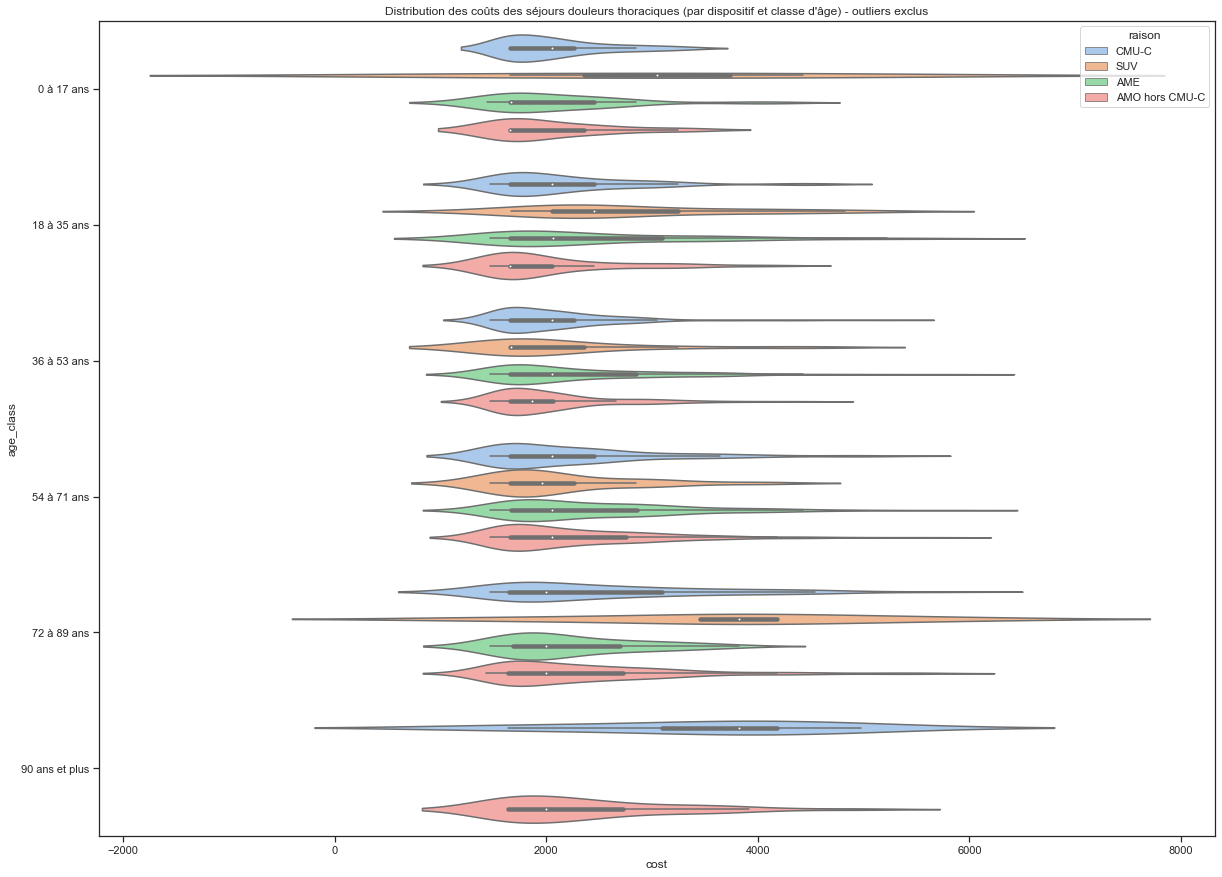 Distribution des coûts des séjours douleurs thoraciques (par dispositif et classe d'âge) - outliers exclus
raison
CMU-C
SUV
AME
AMO hors CMU-C
age_class
0 à 17 ans
18 à 35 ans
36 à 53 ans
54 à 71 ans
72 à 89 ans
90 ans et plus
−2000
0
2000
4000
6000
8000
cost